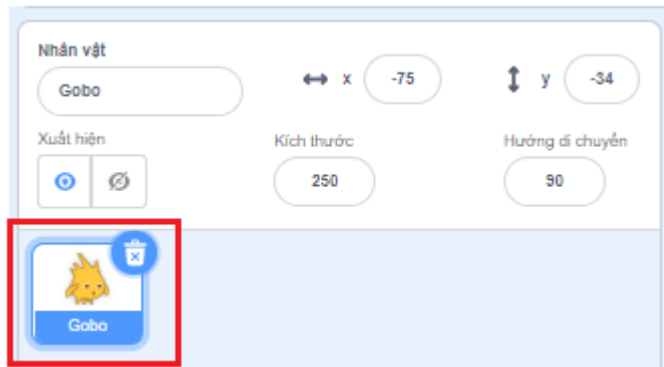 Nhân vật
Gobo
x -75
y -34
Xuất hiện
Kích thước
Hướng di chuyển
250
90
Gobo